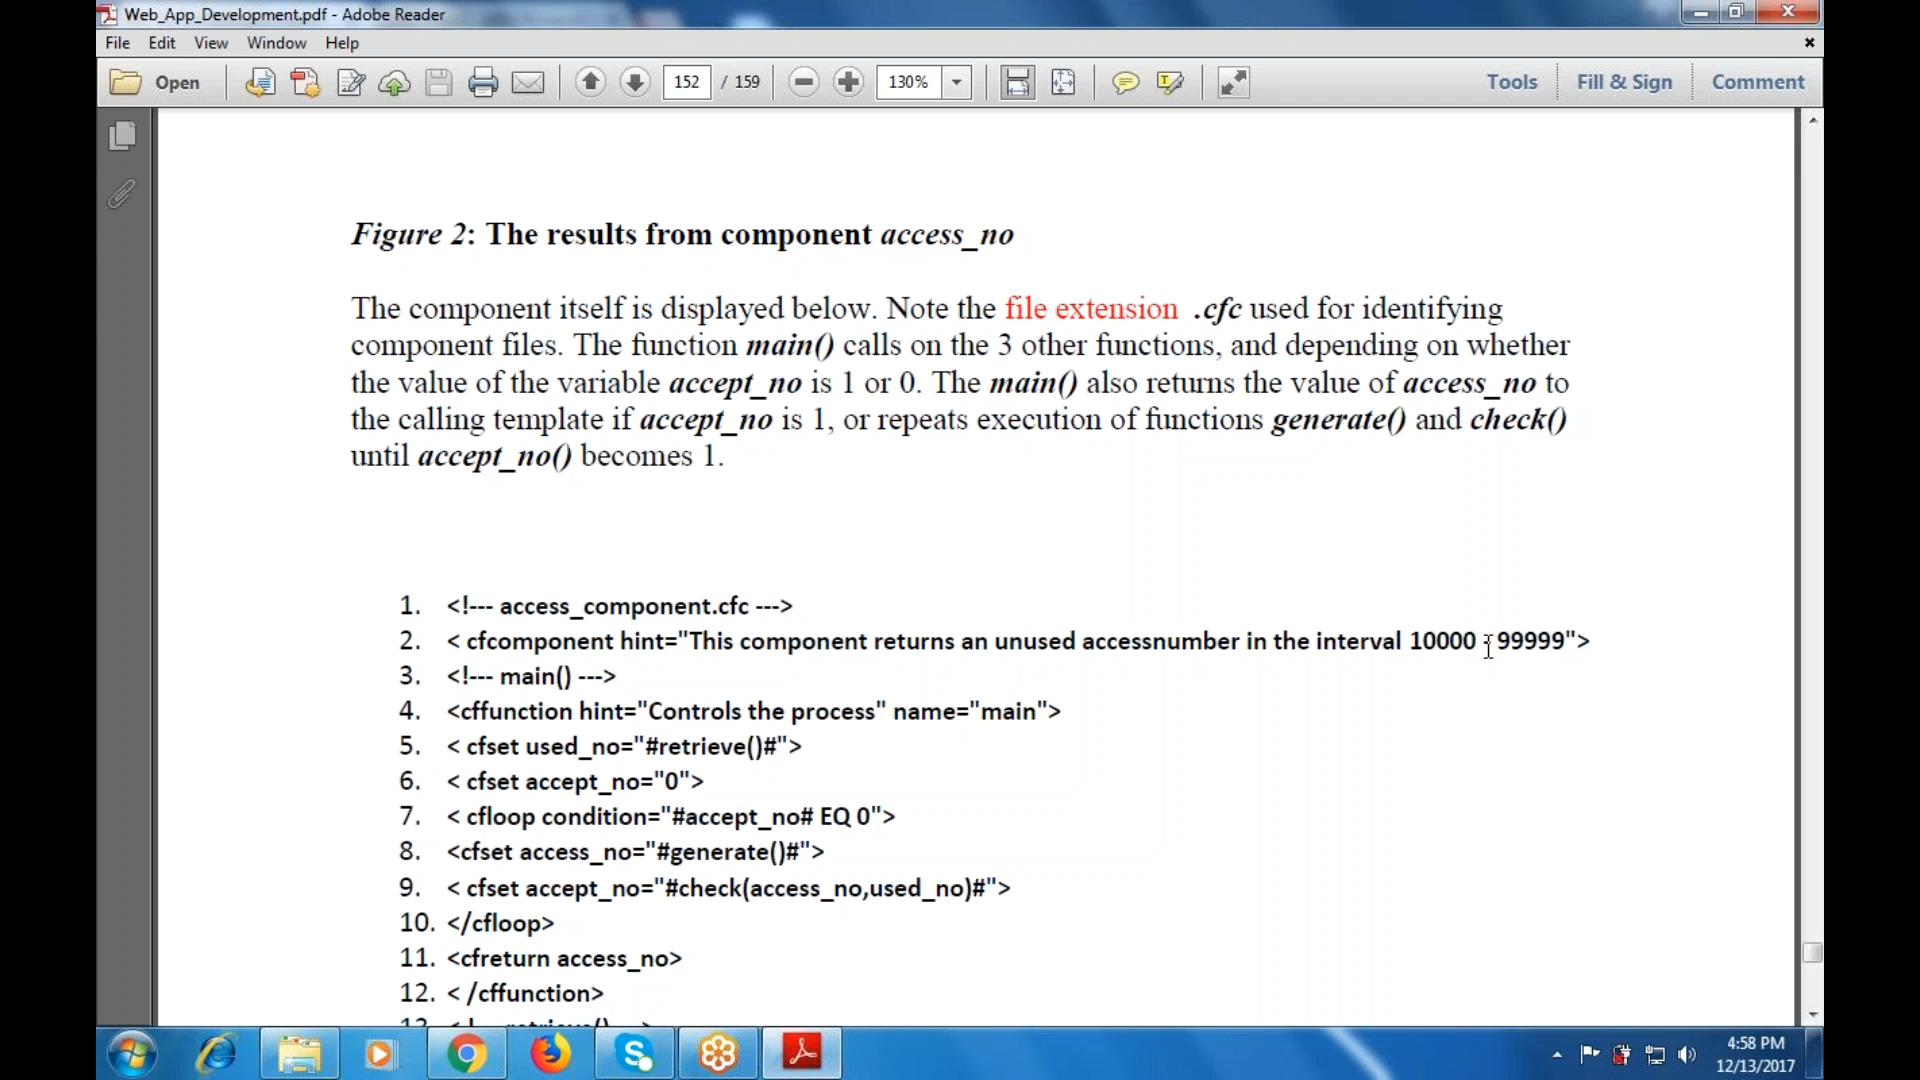 Web_App_Development.pdf - Adobe Reader
File Edit View Window Help
Open 152 / 159 130% Tools Fill & Sign Comment
Figure 2: The results from component access_no
The component itself is displayed below. Note the file extension .cfc used for identifying
component files. The function main() calls on the 3 other functions, and depending on whether
the value of the variable accept_no is 1 or 0. The main() also returns the value of access_no to
the calling template if accept_no is 1, or repeats execution of functions generate() and check()
until accept_no() becomes 1.
1. <!--- access_component.cfc --->
2. < cfcomponent hint="This component returns an unused accessnumber in the interval 10000 - 99999">
3. <!--- main() --->
4. <cffunction hint="Controls the process" name="main">
5. < cfset used_no="#retrieve()#">
6. < cfset accept_no="0">
7. < cfloop condition="#accept_no# EQ 0">
8. <cfset access_no="#generate()#">
9. < cfset accept_no="#check(access_no,used_no)#">
10. </cfloop>
11. <cfreturn access_no>
12. < /cffunction>
4:58 PM
12/13/2017